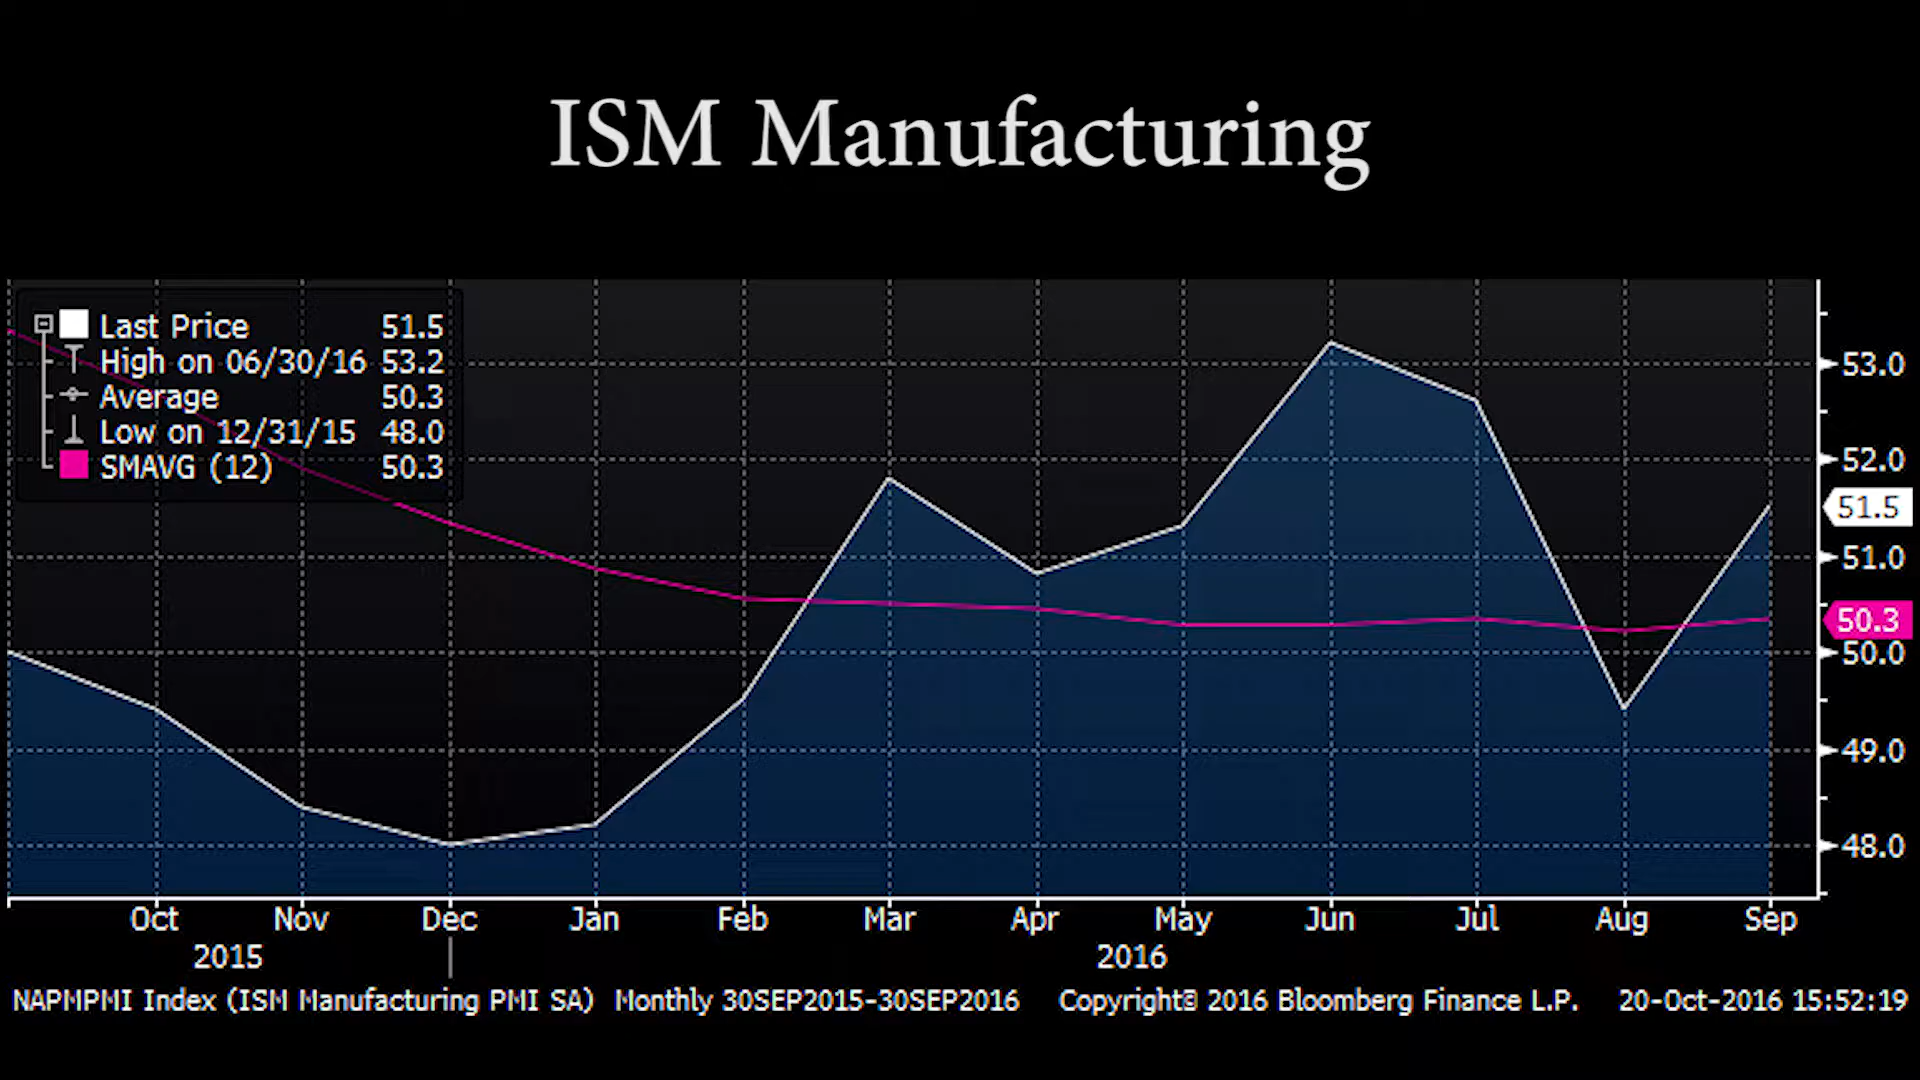 ISM Manufacturing
Last Price 51.5
High on 06/30/16 53.2
Average 50.3
Low on 12/31/15 48.0
SMAVG (12) 50.3
53.0
52.0
51.5
51.0
50.3
50.0
49.0
48.0
Oct Nov Dec Jan Feb Mar Apr May Jun Jul Aug Sep
2015 2016
NAPMPMI Index (ISM Manufacturing PMI SA) Monthly 30SEP2015-30SEP2016 Copyright© 2016 Bloomberg Finance L.P. 20-Oct-2016 15:52:19